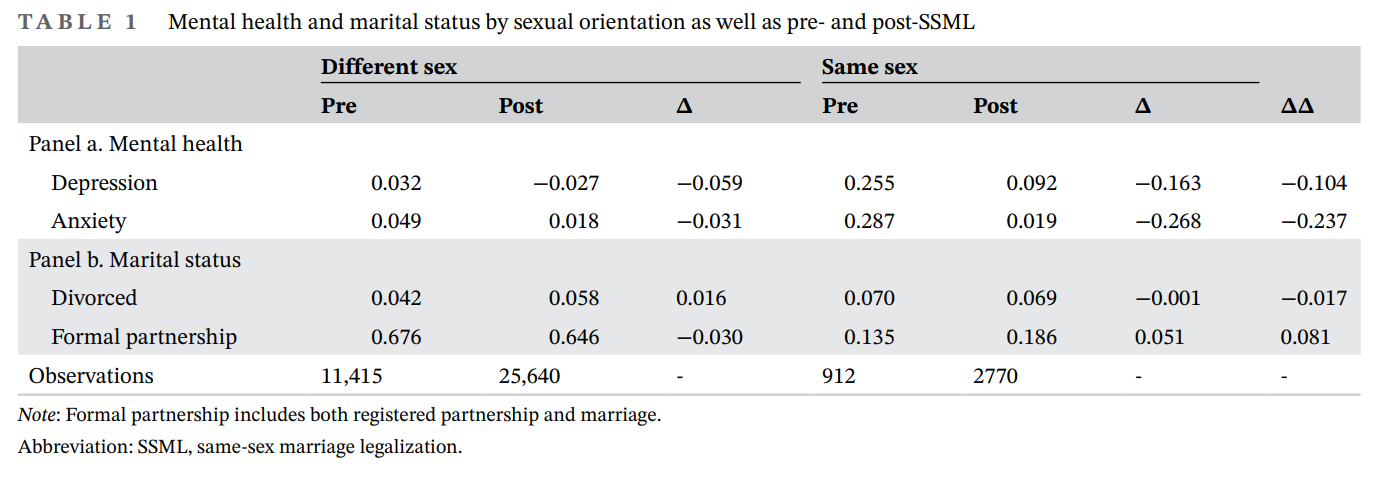 TABLE 1 Mental health and marital status by sexual orientation as well as pre- and post-SSML
Different sex Same sex
Pre Post Δ Pre Post Δ ΔΔ
Panel a. Mental health
Depression 0.032 −0.027 −0.059 0.255 0.092 −0.163 −0.104
Anxiety 0.049 0.018 −0.031 0.287 0.019 −0.268 −0.237
Panel b. Marital status
Divorced 0.042 0.058 0.016 0.070 0.069 −0.001 −0.017
Formal partnership 0.676 0.646 −0.030 0.135 0.186 0.051 0.081
Observations 11,415 25,640 - 912 2770 - -
Note: Formal partnership includes both registered partnership and marriage.
Abbreviation: SSML, same-sex marriage legalization.